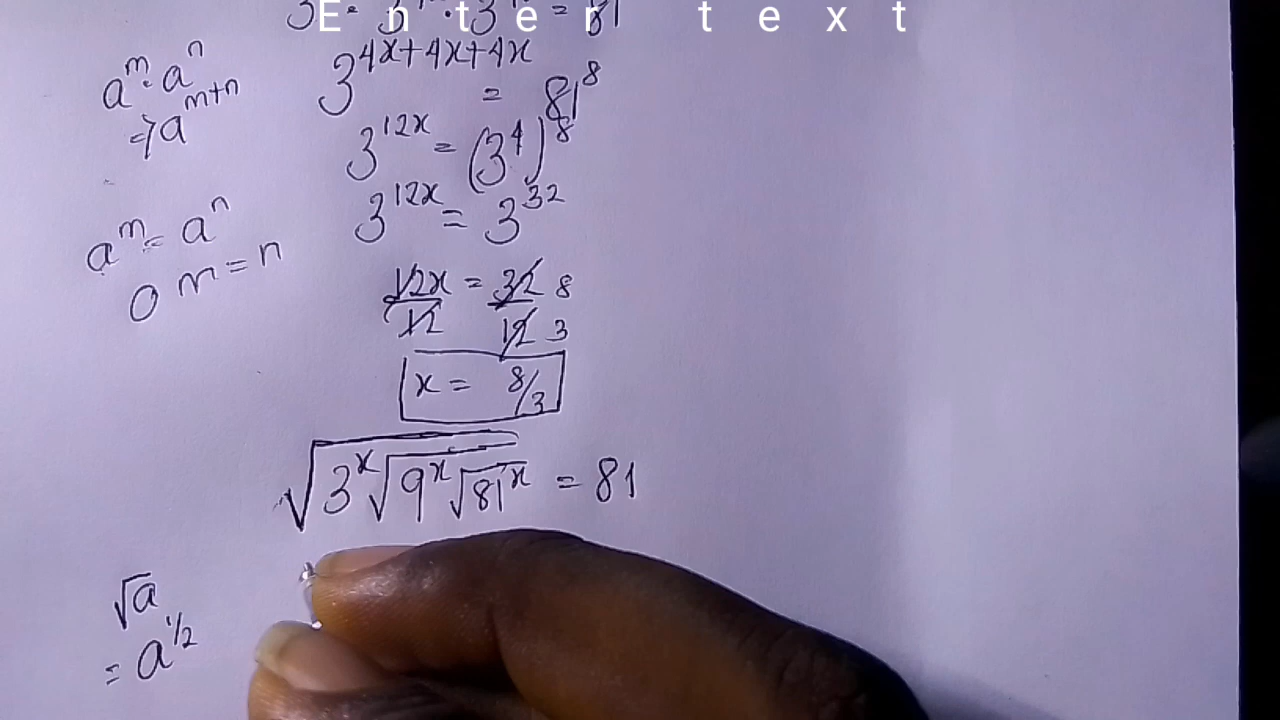 E n t e r   t e x t
3^{4x+4x+4x} = 81^8
a^m · a^n
⇒ a^{m+n}
3^{12x} = (3^4)^8
3^{12x} = 3^{32}
a^m = a^n
0 m = n
12x = 32 8
12 12 3
x = 8/3
√(3^x √(9^x √(81^x))) = 81
√a
= a^{1/2}